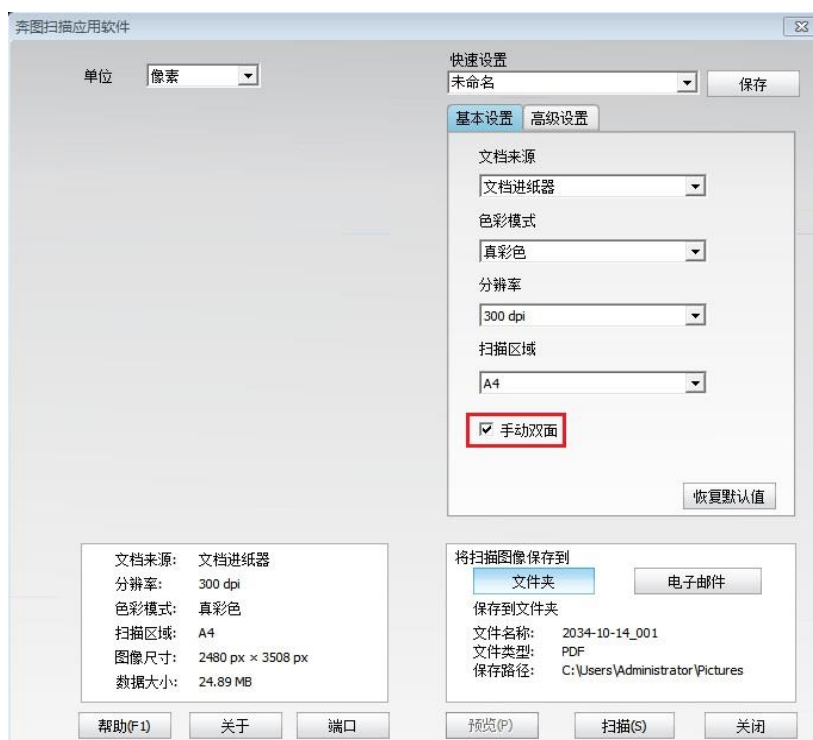 奔图扫描应用软件
单位 像素
快速设置
未命名 保存
基本设置 高级设置
文档来源
文档进纸器
色彩模式
真彩色
分辨率
300 dpi
扫描区域
A4
手动双面
恢复默认值
文档来源: 文档进纸器
分辨率: 300 dpi
色彩模式: 真彩色
扫描区域: A4
图像尺寸: 2480 px × 3508 px
数据大小: 24.89 MB
将扫描图像保存到
文件夹 电子邮件
保存到文件夹
文件名称: 2034-10-14_001
文件类型: PDF
保存路径: C:\Users\Administrator\Pictures
帮助(F1) 关于 端口 预览(P) 扫描(S) 关闭